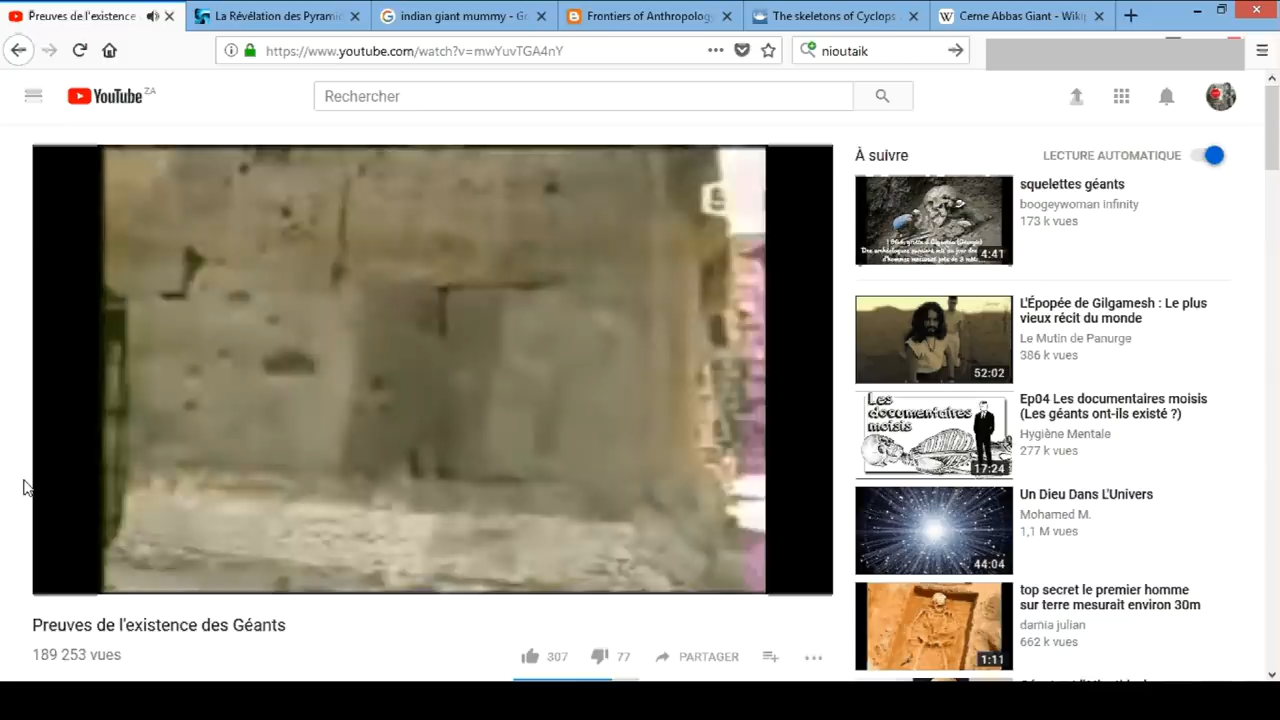 Preuves de l'existence
La Révélation des Pyrami
indian giant mummy - Go
Frontiers of Anthropolog
The skeletons of Cyclops
Cerne Abbas Giant - Wikip
https://www.youtube.com/watch?v=mwYuvTGA4nY
nioutaik
YouTube ZA
Rechercher
G
À suivre
LECTURE AUTOMATIQUE
squelettes géants
boogeywoman infinity
173 k vues
4:41
L'Épopée de Gilgamesh : Le plus
vieux récit du monde
Le Mutin de Panurge
386 k vues
52:02
Les
documentaires
moisis
17:24
Ep04 Les documentaires moisis
(Les géants ont-ils existé ?)
Hygiène Mentale
277 k vues
Un Dieu Dans L'Univers
Mohamed M.
1,1 M vues
44:04
top secret le premier homme
sur terre mesurait environ 30m
damia julian
662 k vues
1:11
Preuves de l'existence des Géants
189 253 vues
307
77
PARTAGER